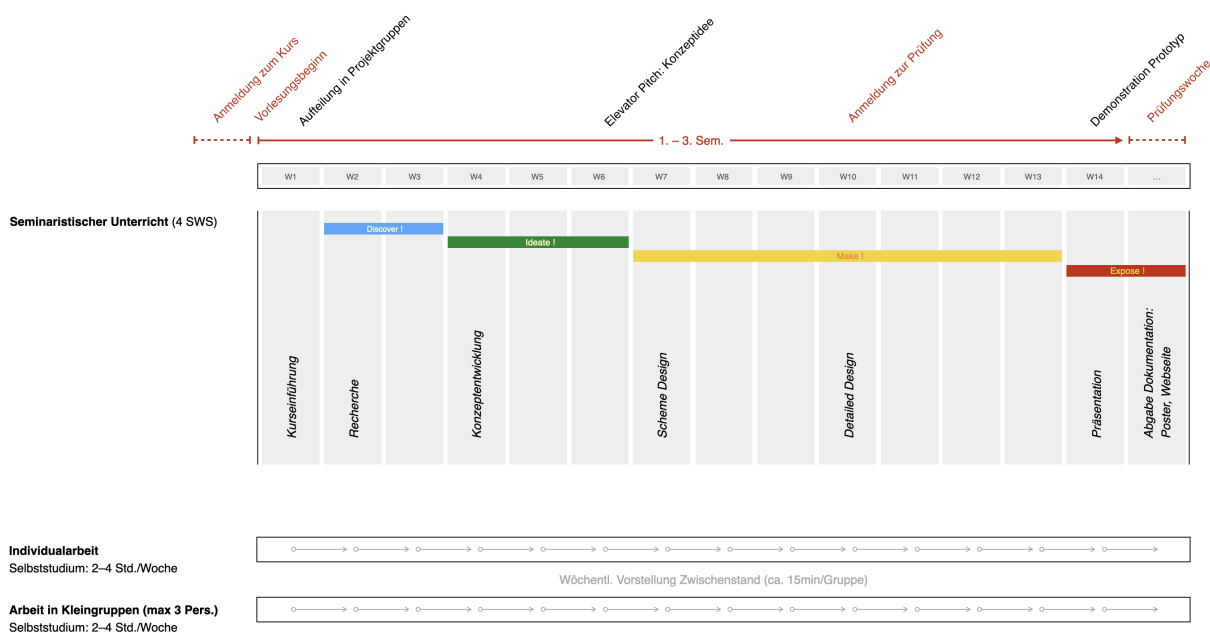 Anmeldung zum Kurs
Vorlesungsbeginn
Aufteilung in Projektgruppen
Elevator Pitch: Konzeptidee
Anmeldung zur Prüfung
Demonstration Prototyp
Prüfungswoche
1. – 3. Sem.
W1 W2 W3 W4 W5 W6 W7 W8 W9 W10 W11 W12 W13 W14 ...
Seminaristischer Unterricht (4 SWS)
Discover !
Ideate !
Make !
Expose !
Kurseinführung
Recherche
Konzeptentwicklung
Scheme Design
Detailed Design
Präsentation
Abgabe Dokumentation:
Poster, Webseite
Individualarbeit
Selbststudium: 2–4 Std./Woche
Wöchentl. Vorstellung Zwischenstand (ca. 15min/Gruppe)
Arbeit in Kleingruppen (max 3 Pers.)
Selbststudium: 2–4 Std./Woche